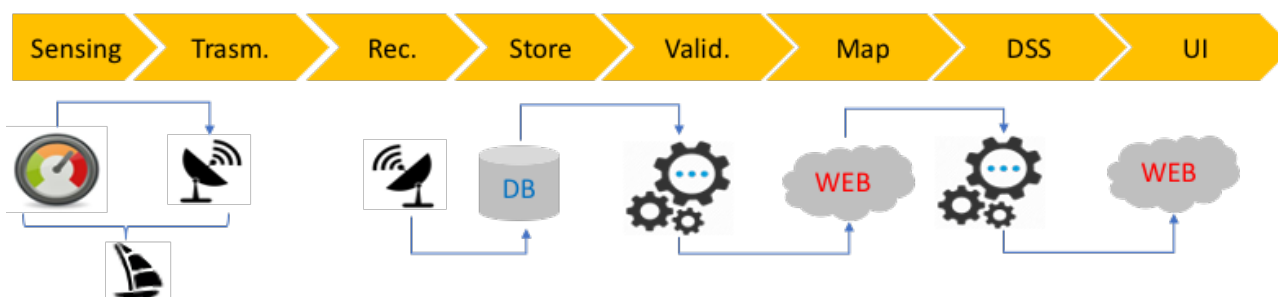 Sensing
Trasm.
Rec.
Store
Valid.
Map
DSS
UI
DB
WEB
WEB